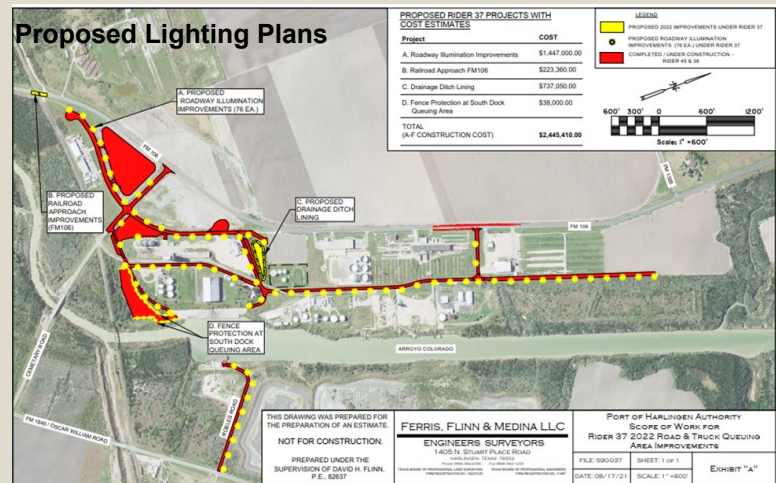 Proposed Lighting Plans
PROPOSED RIDER 37 PROJECTS WITH
COST ESTIMATES
Project COST
A. Roadway Illumination Improvements $1,447,000.00
B. Railroad Approach FM106 $223,360.00
C. Drainage Ditch Lining $737,050.00
D. Fence Protection at South Dock
Queuing Area $38,000.00
TOTAL
(A-F CONSTRUCTION COST) $2,445,410.00
LEGEND
PROPOSED 2022 IMPROVEMENTS UNDER RIDER 37
PROPOSED ROADWAY ILLUMINATION
IMPROVEMENTS (76 EA.) UNDER RIDER 37
COMPLETED / UNDER CONSTRUCTION -
RIDER 45 & 38
600' 300' 0 600' 1200'
Scale: 1" =600'
A. PROPOSED
ROADWAY ILLUMINATION
IMPROVEMENTS (76 EA.)
FM 106
B. PROPOSED
RAILROAD
APPROACH
IMPROVEMENTS
(FM106)
C. PROPOSED
DRAINAGE DITCH
LINING
FM 1595
FM 106
D. FENCE
PROTECTION AT
SOUTH DOCK
QUEUING AREA
ARROYO COLORADO
CEMETARY ROAD
FM 1846 / OSCAR WILLIAM ROAD
ROBLES ROAD
THIS DRAWING WAS PREPARED FOR
THE PREPARATION OF AN ESTIMATE.
NOT FOR CONSTRUCTION.
PREPARED UNDER THE
SUPERVISION OF DAVID H. FLINN,
P.E., 82637
FERRIS, FLINN & MEDINA LLC
ENGINEERS SURVEYORS
1405 N. STUART PLACE ROAD
HARLINGEN, TEXAS 78552
PORT OF HARLINGEN AUTHORITY
SCOPE OF WORK FOR
RIDER 37 2022 ROAD & TRUCK QUEUING
AREA IMPROVEMENTS
FILE: 590-037 SHEET: 1 OF 1
DATE: 08/17/21 SCALE: 1" =600'
EXHIBIT "A"